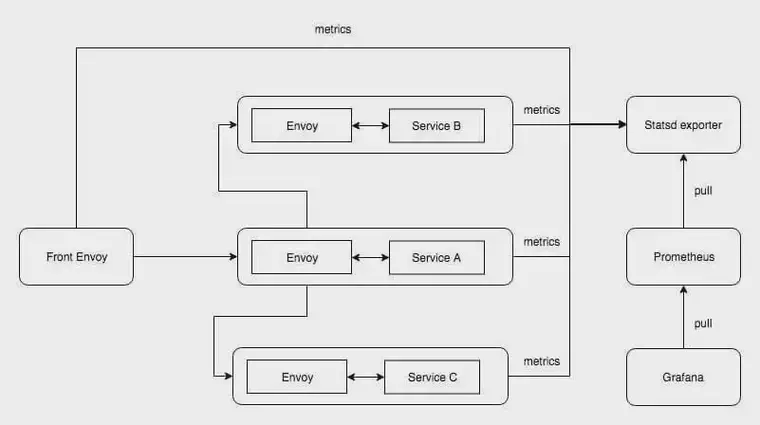 metrics
Envoy
Service B
metrics
Statsd exporter
pull
Front Envoy
Envoy
Service A
metrics
Prometheus
pull
Envoy
Service C
metrics
Grafana